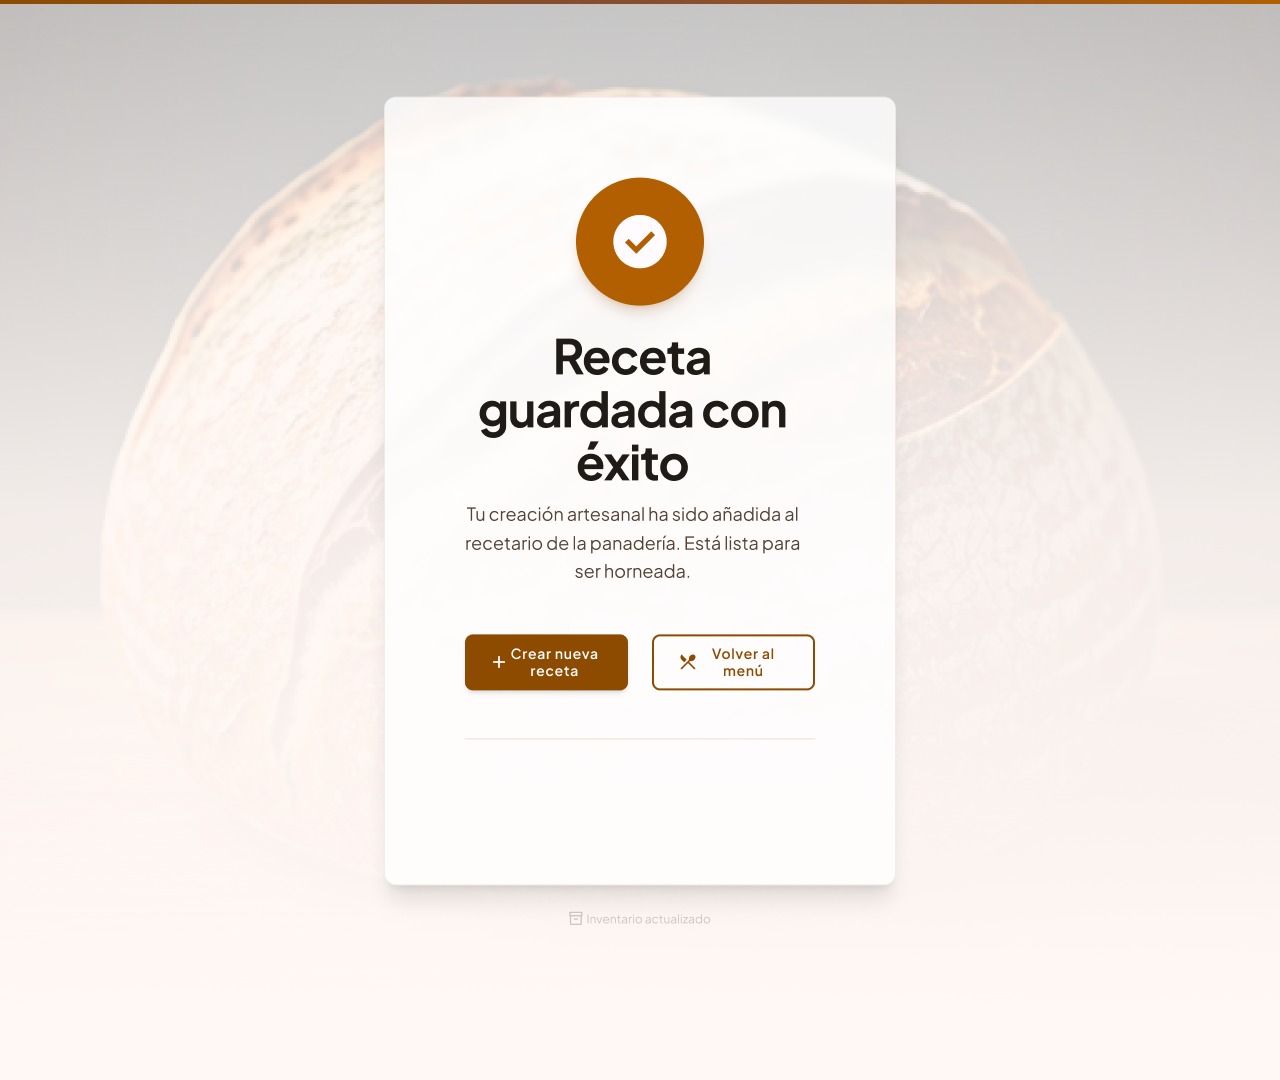 Receta
guardada con
éxito
Tu creación artesanal ha sido añadida al
recetario de la panadería. Está lista para
ser horneada.
Crear nueva
receta
Volver al
menú
Inventario actualizado